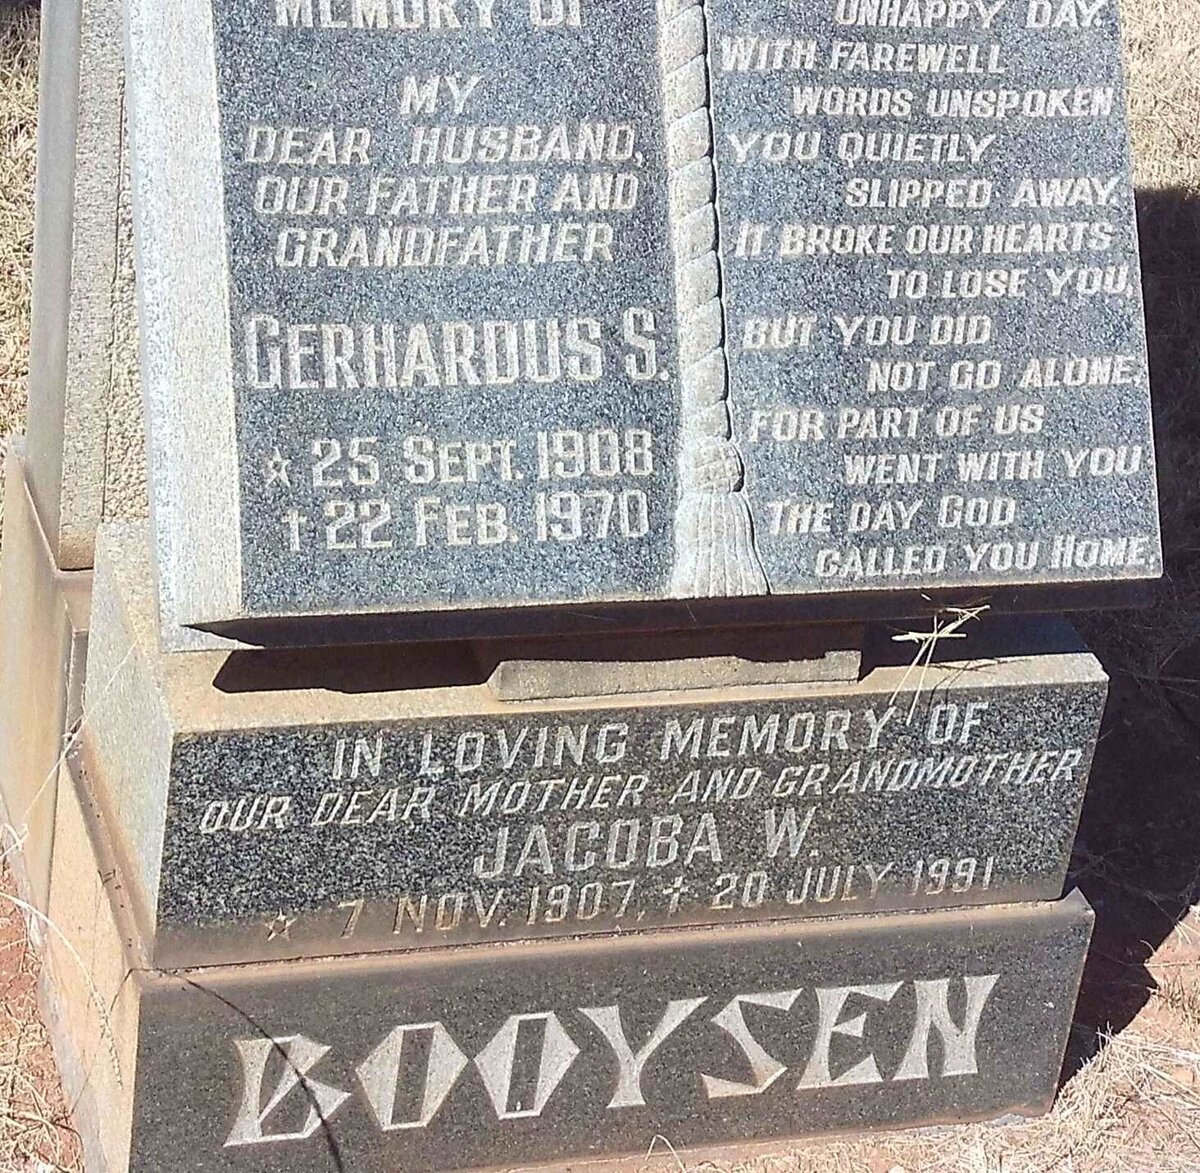 MEMORY OF
MY
DEAR HUSBAND,
OUR FATHER AND
GRANDFATHER
GERHARDUS S.
☆ 25 SEPT. 1908
† 22 FEB. 1970
UNHAPPY DAY.
WITH FAREWELL
WORDS UNSPOKEN
YOU QUIETLY
SLIPPED AWAY.
IT BROKE OUR HEARTS
TO LOSE YOU,
BUT YOU DID
NOT GO ALONE,
FOR PART OF US
WENT WITH YOU
THE DAY GOD
CALLED YOU HOME.
IN LOVING MEMORY OF
OUR DEAR MOTHER AND GRANDMOTHER
JACOBA W.
☆ 7 NOV. 1907, † 20 JULY 1991
BOOYSEN